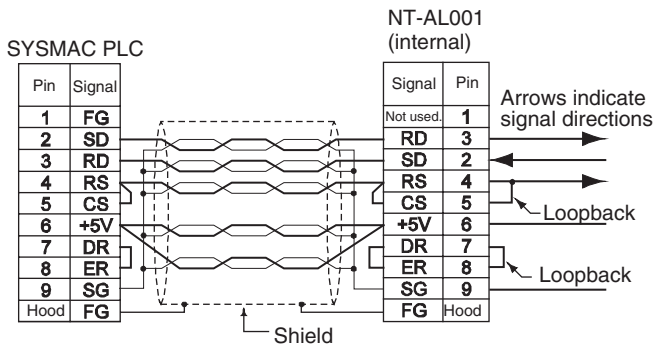 NT-AL001
(internal)
SYSMAC PLC
Pin Signal
1 FG
2 SD
3 RD
4 RS
5 CS
6 +5V
7 DR
8 ER
9 SG
Hood FG
Signal Pin
Not used. 1
RD 3
SD 2
RS 4
CS 5
+5V 6
DR 7
ER 8
SG 9
FG Hood
Arrows indicate
signal directions
Loopback
Loopback
Shield